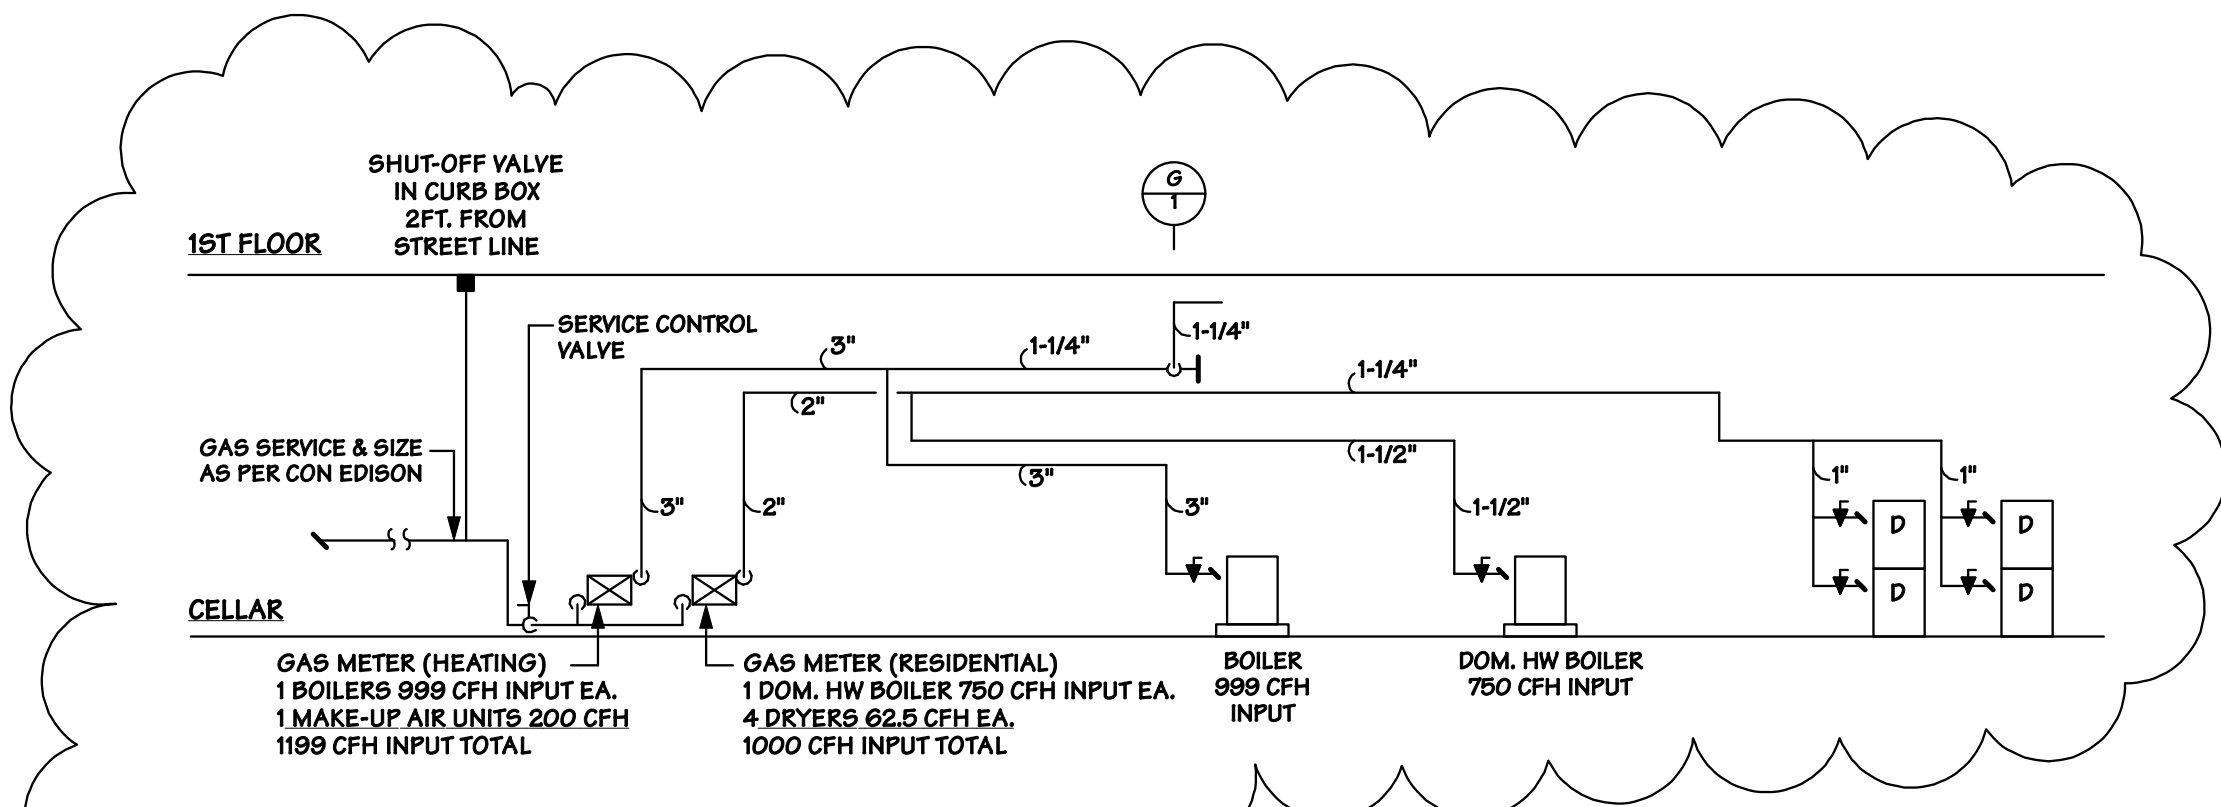 SHUT-OFF VALVE
IN CURB BOX
2FT. FROM
STREET LINE
G
1
1ST FLOOR
SERVICE CONTROL
VALVE
3"
1-1/4"
1-1/4"
1-1/4"
2"
GAS SERVICE & SIZE
AS PER CON EDISON
1-1/2"
3"
1"
1"
3"
2"
3"
1-1/2"
D
D
D
D
CELLAR
GAS METER (HEATING)
1 BOILERS 999 CFH INPUT EA.
1 MAKE-UP AIR UNITS 200 CFH
1199 CFH INPUT TOTAL
GAS METER (RESIDENTIAL)
1 DOM. HW BOILER 750 CFH INPUT EA.
4 DRYERS 62.5 CFH EA.
1000 CFH INPUT TOTAL
BOILER
999 CFH
INPUT
DOM. HW BOILER
750 CFH INPUT